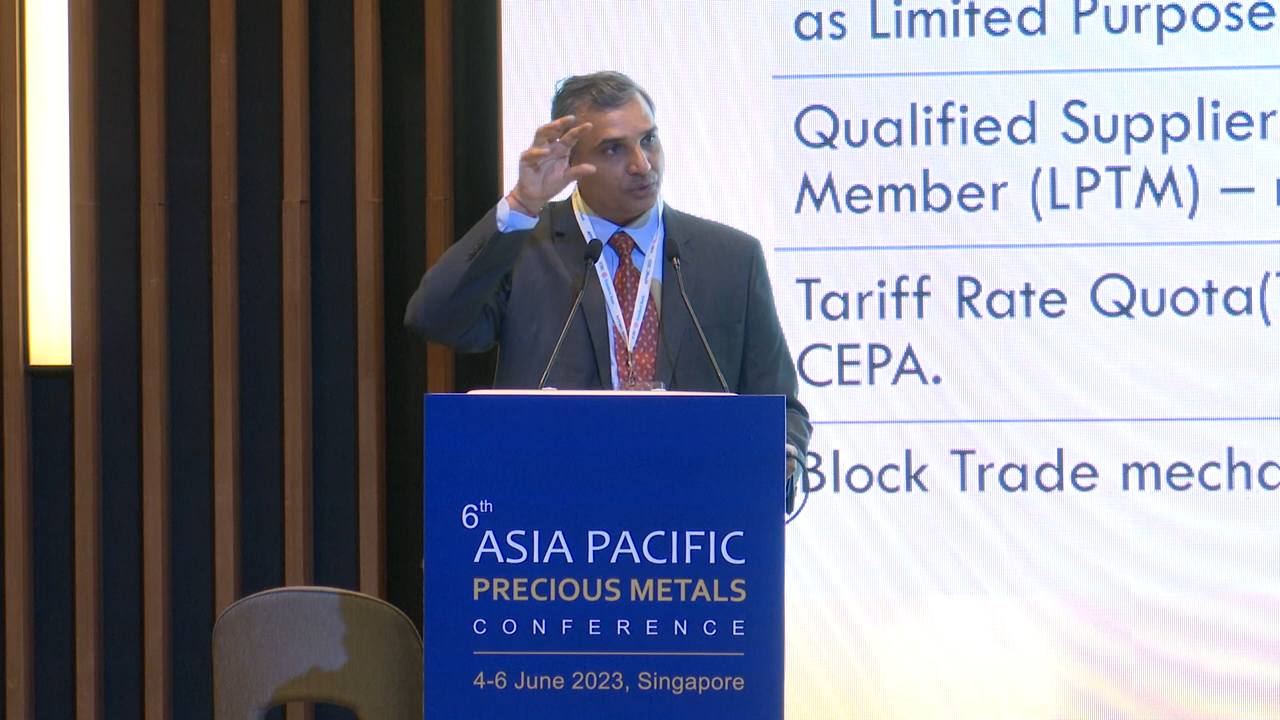 as Limited Purpose
Qualified Supplier
Member (LPTM) –
Tariff Rate Quota(
CEPA.
Block Trade
6th
ASIA PACIFIC
PRECIOUS METALS
CONFERENCE
4-6 June 2023, Singapore